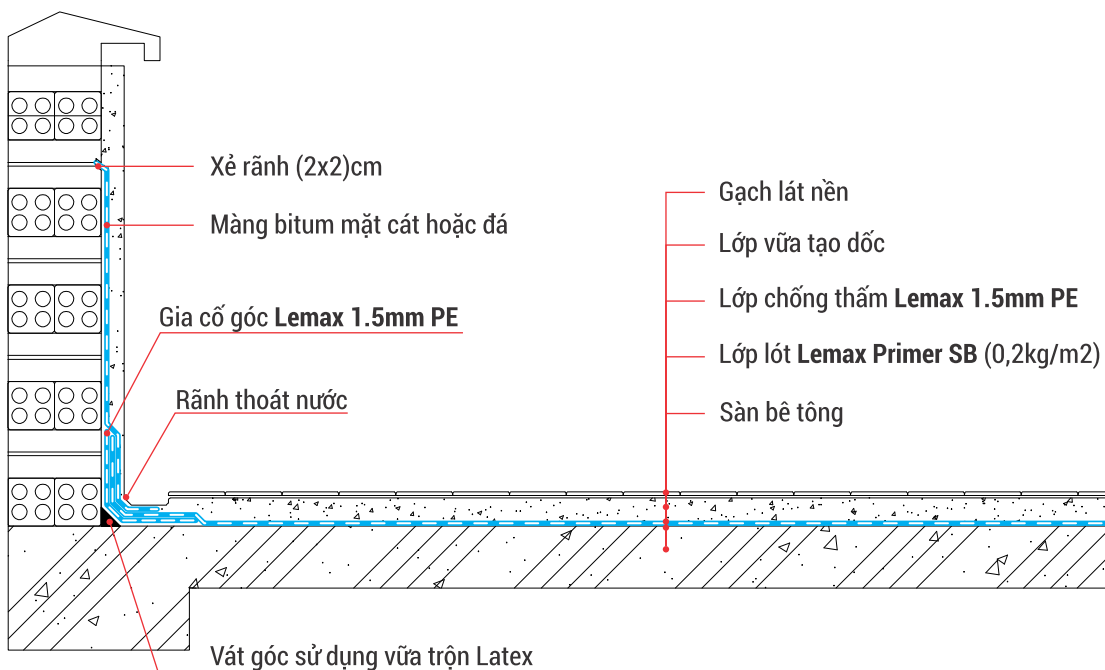 Xẻ rãnh (2x2)cm
Màng bitum mặt cát hoặc đá
Gia cố góc Lemax 1.5mm PE
Rãnh thoát nước
Gạch lát nền
Lớp vữa tạo dốc
Lớp chống thấm Lemax 1.5mm PE
Lớp lót Lemax Primer SB (0,2kg/m2)
Sàn bê tông
Vát góc sử dụng vữa trộn Latex